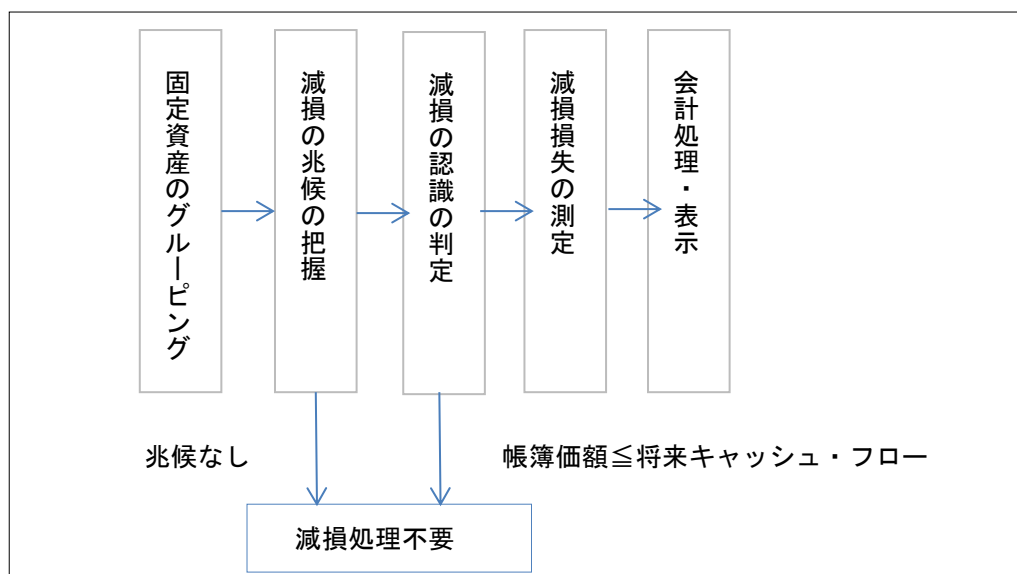 固定資産のグルーピング
減損の兆候の把握
減損の認識の判定
減損損失の測定
会計処理・表示
兆候なし
帳簿価額≦将来キャッシュ・フロー
減損処理不要